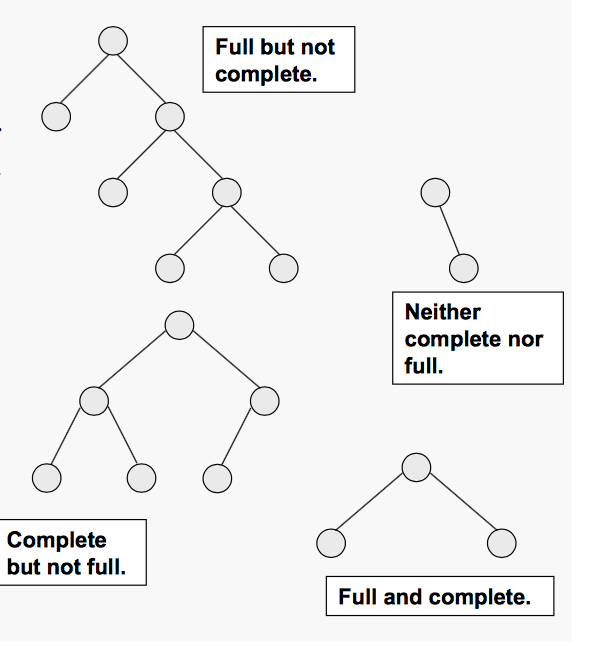 Full but not
complete.
Neither
complete nor
full.
Complete
but not full.
Full and complete.